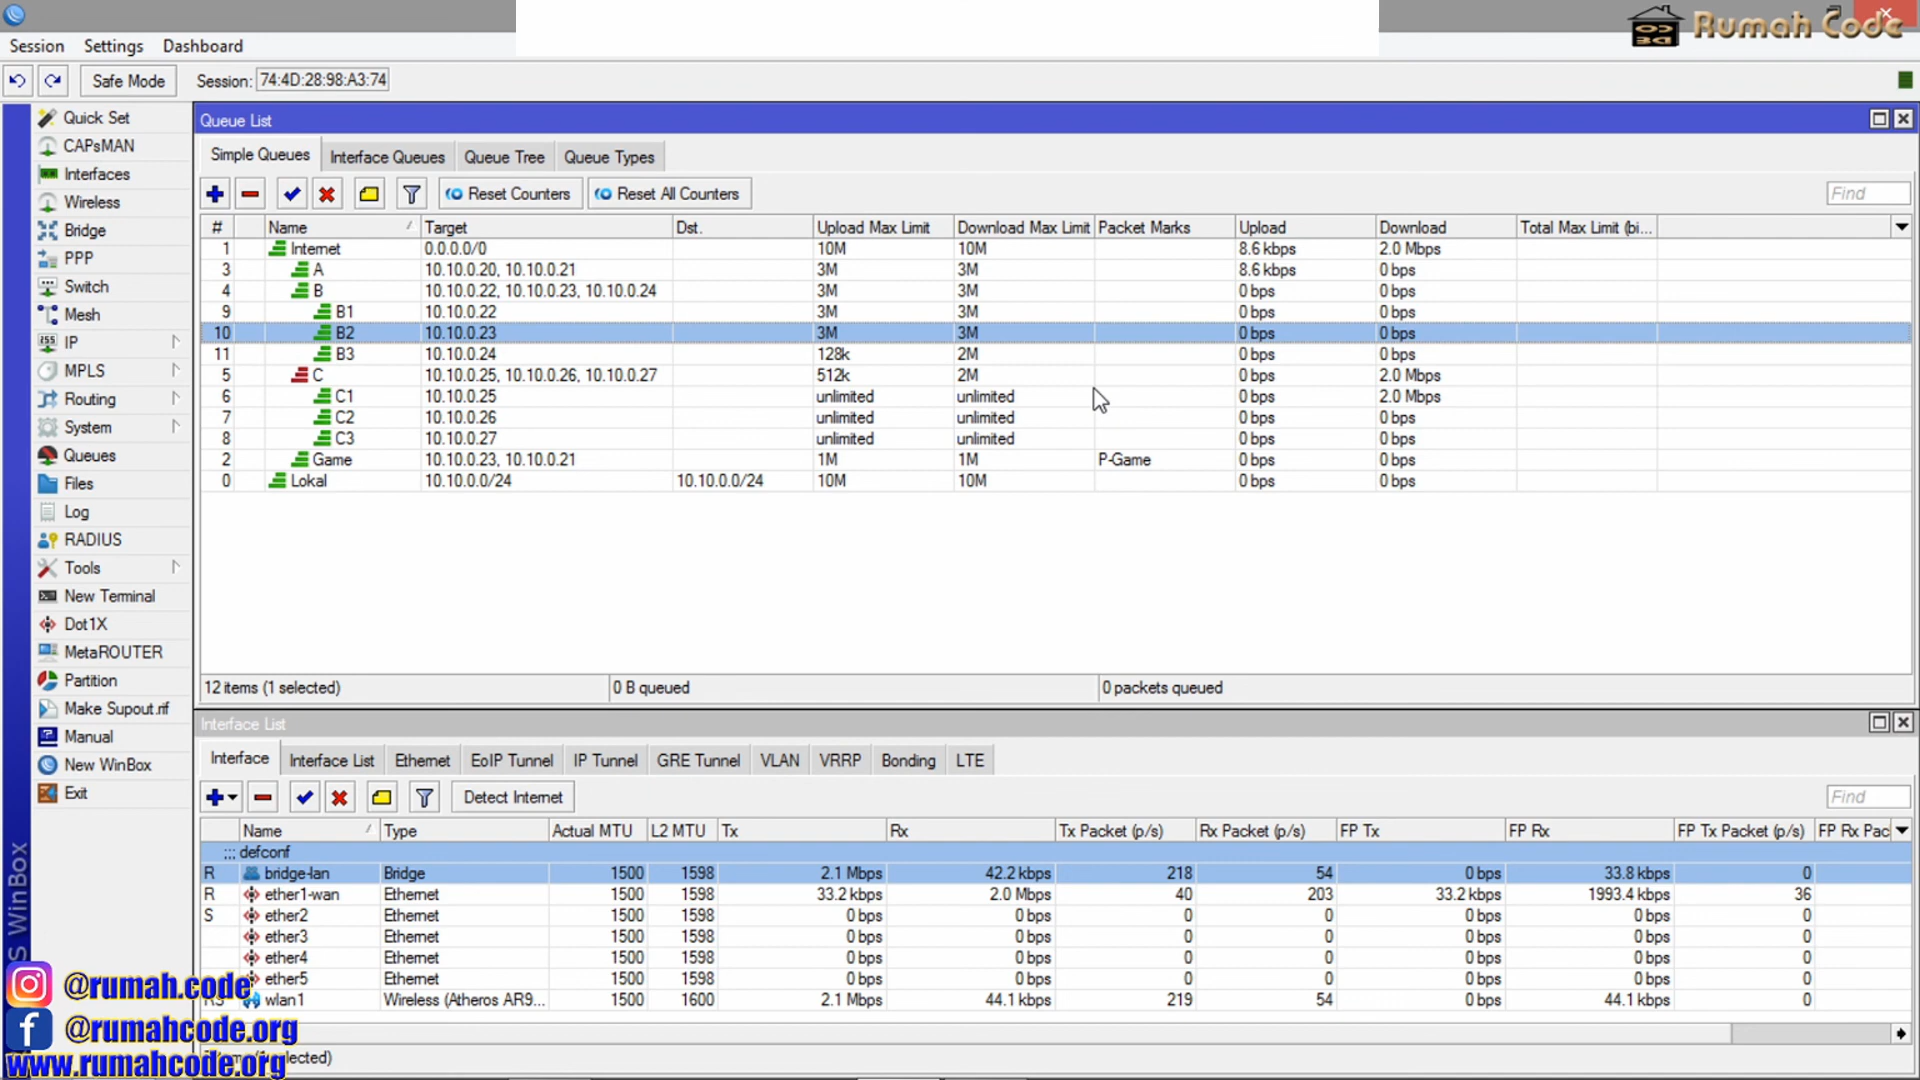 Rumah Code
Session Settings Dashboard
Safe Mode Session: 74:4D:28:98:A3:74
Quick Set
CAPsMAN
Interfaces
Wireless
Bridge
PPP
Switch
Mesh
IP
MPLS
Routing
System
Queues
Files
Log
RADIUS
Tools
New Terminal
Dot1X
MetaROUTER
Partition
Make Supout.rif
Manual
New WinBox
Exit
S WinBox
Queue List
Simple Queues Interface Queues Queue Tree Queue Types
Reset Counters Reset All Counters Find
# Name Target Dst. Upload Max Limit Download Max Limit Packet Marks Upload Download Total Max Limit (bi...
1 Internet 0.0.0.0/0 10M 10M 8.6 kbps 2.0 Mbps
3 A 10.10.0.20, 10.10.0.21 3M 3M 8.6 kbps 0 bps
4 B 10.10.0.22, 10.10.0.23, 10.10.0.24 3M 3M 0 bps 0 bps
9 B1 10.10.0.22 3M 3M 0 bps 0 bps
10 B2 10.10.0.23 3M 3M 0 bps 0 bps
11 B3 10.10.0.24 128k 2M 0 bps 0 bps
5 C 10.10.0.25, 10.10.0.26, 10.10.0.27 512k 2M 0 bps 2.0 Mbps
6 C1 10.10.0.25 unlimited unlimited 0 bps 2.0 Mbps
7 C2 10.10.0.26 unlimited unlimited 0 bps 0 bps
8 C3 10.10.0.27 unlimited unlimited 0 bps 0 bps
2 Game 10.10.0.23, 10.10.0.21 1M 1M P-Game 0 bps 0 bps
0 Lokal 10.10.0.0/24 10.10.0.0/24 10M 10M 0 bps 0 bps
12 items (1 selected) 0 B queued 0 packets queued
Interface List
Interface Interface List Ethernet EoIP Tunnel IP Tunnel GRE Tunnel VLAN VRRP Bonding LTE
Detect Internet Find
Name Type Actual MTU L2 MTU Tx Rx Tx Packet (p/s) Rx Packet (p/s) FP Tx FP Rx FP Tx Packet (p/s) FP Rx Pac
;;; defconf
R bridge-lan Bridge 1500 1598 2.1 Mbps 42.2 kbps 218 54 0 bps 33.8 kbps 0
R ether1-wan Ethernet 1500 1598 33.2 kbps 2.0 Mbps 40 203 33.2 kbps 1993.4 kbps 36
S ether2 Ethernet 1500 1598 0 bps 0 bps 0 0 0 bps 0 bps 0
ether3 Ethernet 1500 1598 0 bps 0 bps 0 0 0 bps 0 bps 0
ether4 Ethernet 1500 1598 0 bps 0 bps 0 0 0 bps 0 bps 0
ether5 Ethernet 1500 1598 0 bps 0 bps 0 0 0 bps 0 bps 0
RS wlan1 Wireless (Atheros AR9... 1500 1600 2.1 Mbps 44.1 kbps 219 54 0 bps 44.1 kbps 0
@rumah.code
@rumahcode.org
www.rumahcode.org